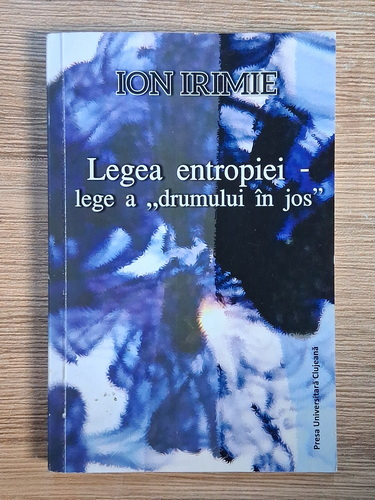 ION IRIMIE
Legea entropiei -
lege a „drumului în jos”
Presa Universitară Clujeană